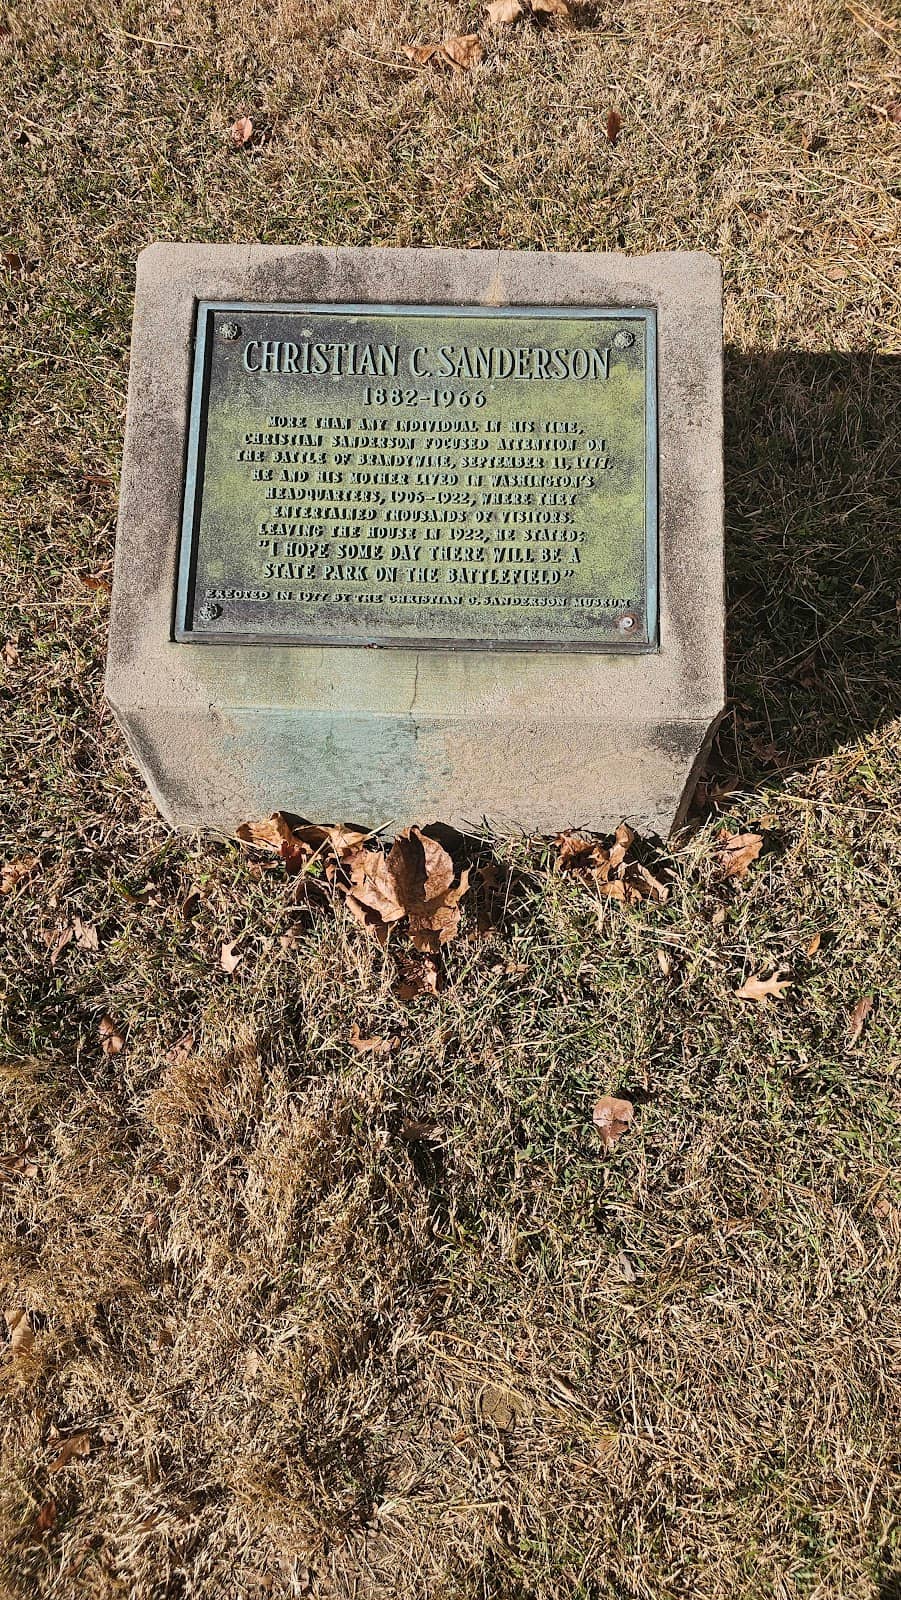 CHRISTIAN C. SANDERSON
1882-1966
MORE THAN ANY INDIVIDUAL IN HIS TIME,
CHRISTIAN SANDERSON FOCUSED ATTENTION ON
THE BATTLE OF BRANDYWINE, SEPTEMBER 11, 1777.
HE AND HIS MOTHER LIVED IN WASHINGTON'S
HEADQUARTERS, 1906-1922, WHERE THEY
ENTERTAINED THOUSANDS OF VISITORS.
LEAVING THE HOUSE IN 1922, HE STATED:
"I HOPE SOME DAY THERE WILL BE A
STATE PARK ON THE BATTLEFIELD"
ERECTED IN 1977 BY THE CHRISTIAN C. SANDERSON MUSEUM